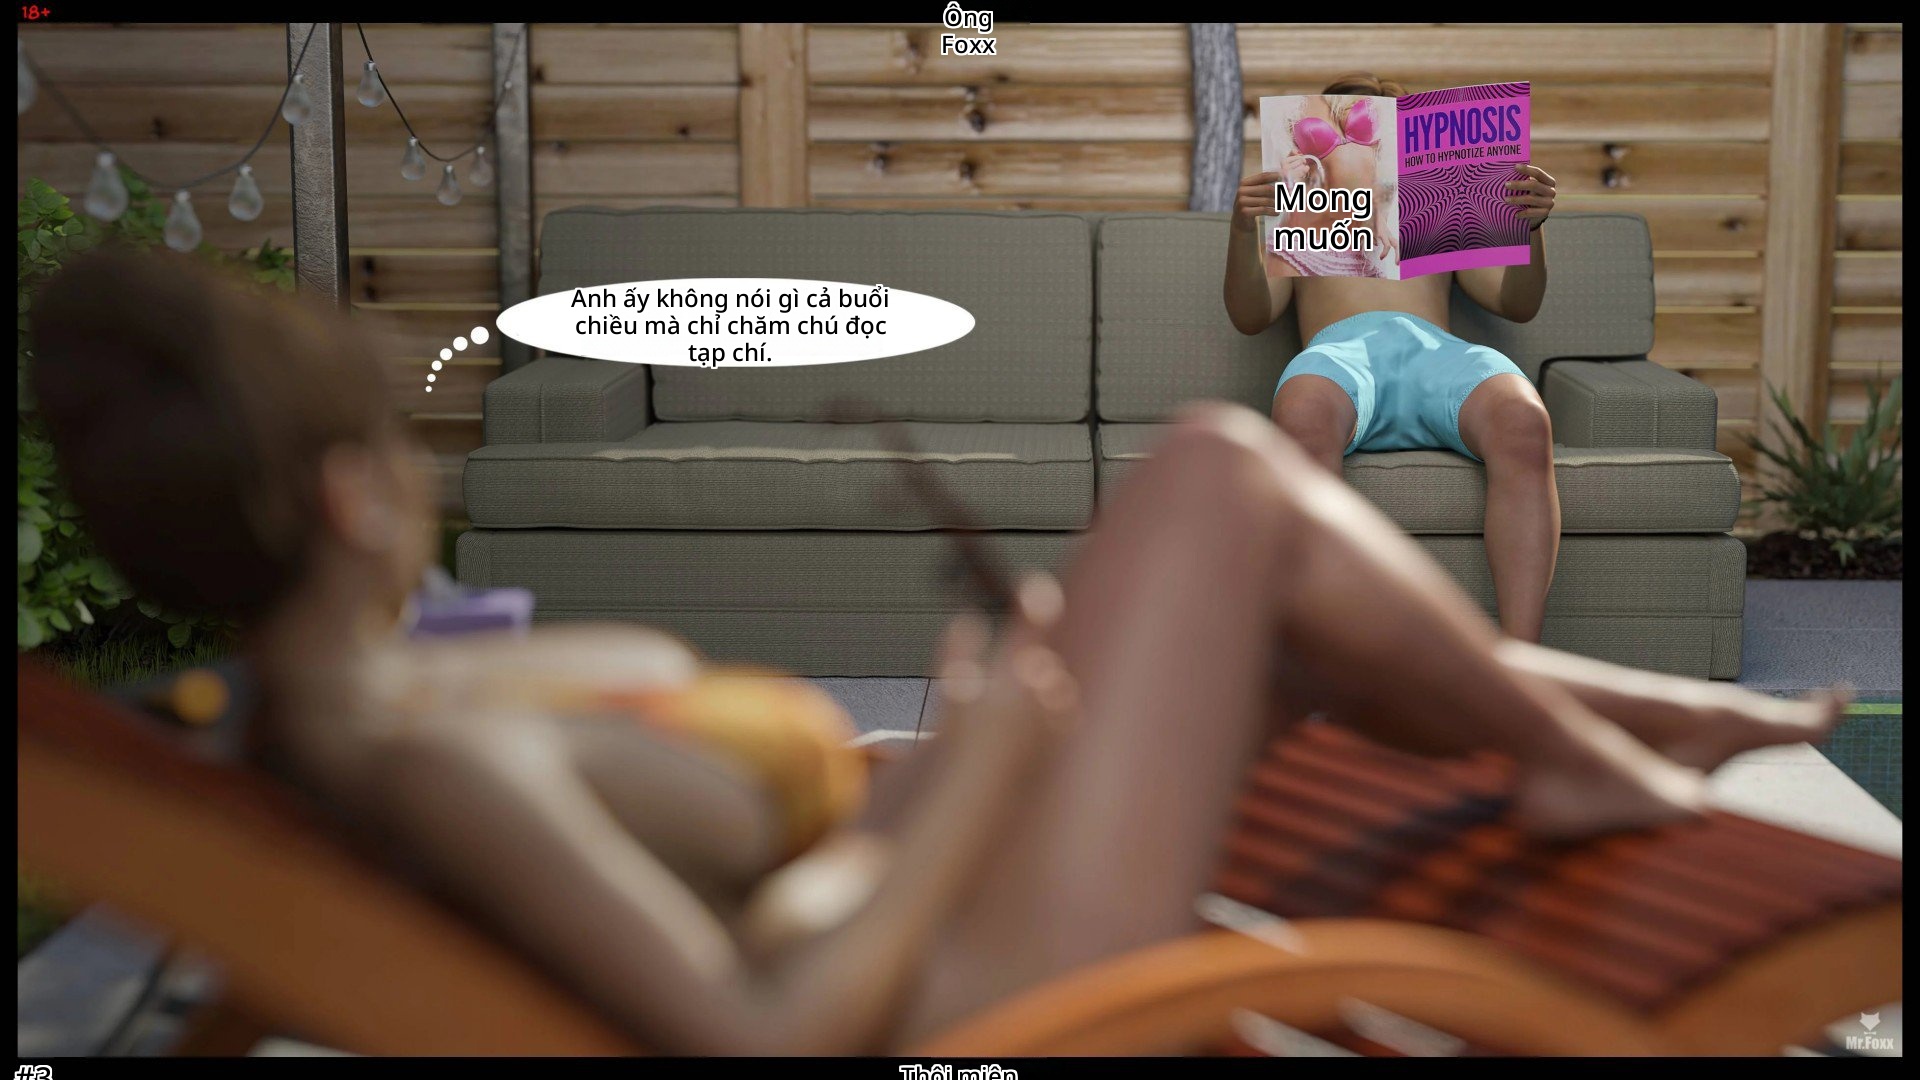 18+
Ông
Foxx
HYPNOSIS
HOW TO HYPNOTIZE ANYONE
Mong
muốn
Anh ấy không nói gì cả buổi
chiều mà chỉ chăm chú đọc
tạp chí.
Mr.Foxx
#3
Thôi miên